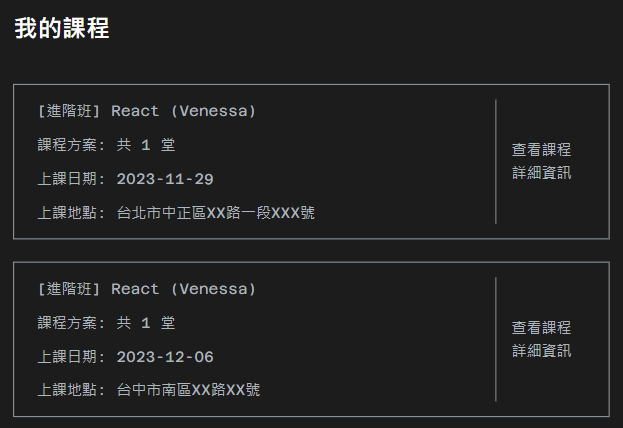 我的課程
[進階班] React (Venessa)
課程方案: 共 1 堂
上課日期: 2023-11-29
上課地點: 台北市中正區XX路一段XXX號
查看課程
詳細資訊
[進階班] React (Venessa)
課程方案: 共 1 堂
上課日期: 2023-12-06
上課地點: 台中市南區XX路XX號
查看課程
詳細資訊